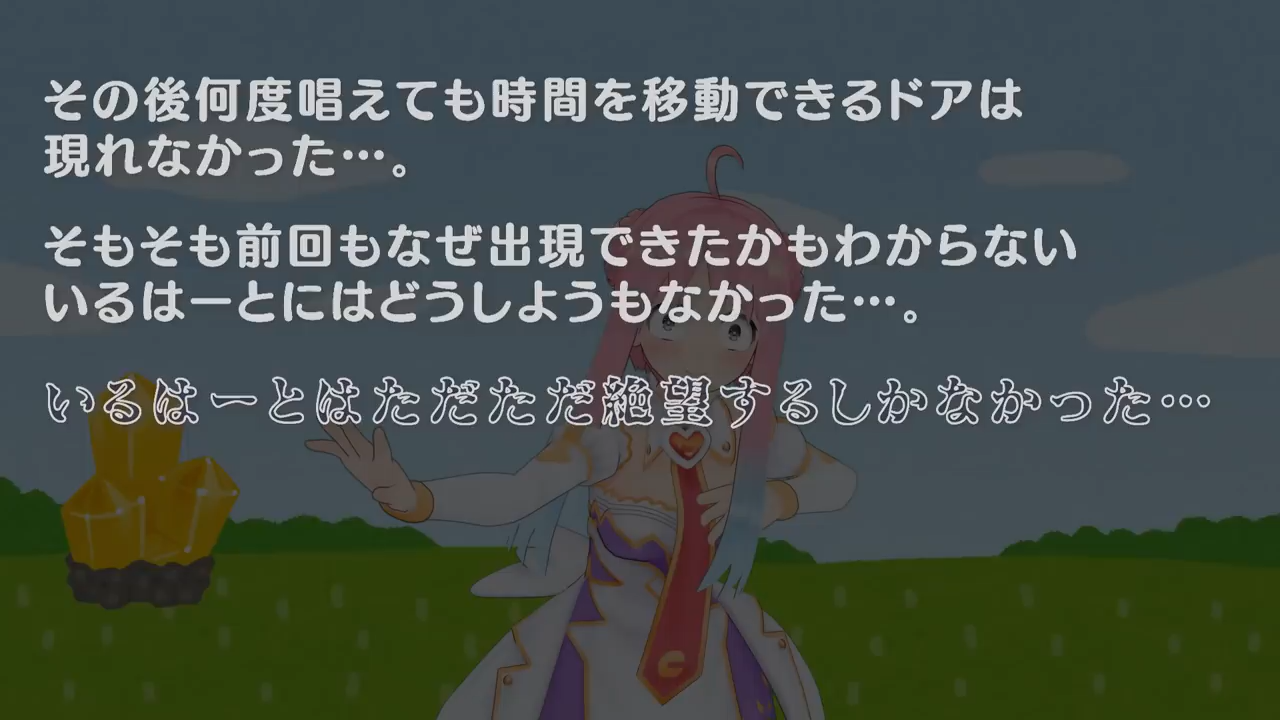 その後何度唱えても時間を移動できるドアは
現れなかった…。
そもそも前回もなぜ出現できたかもわからない
いるはーとにはどうしようもなかった…。
いるはーとはただただ絶望するしかなかった…